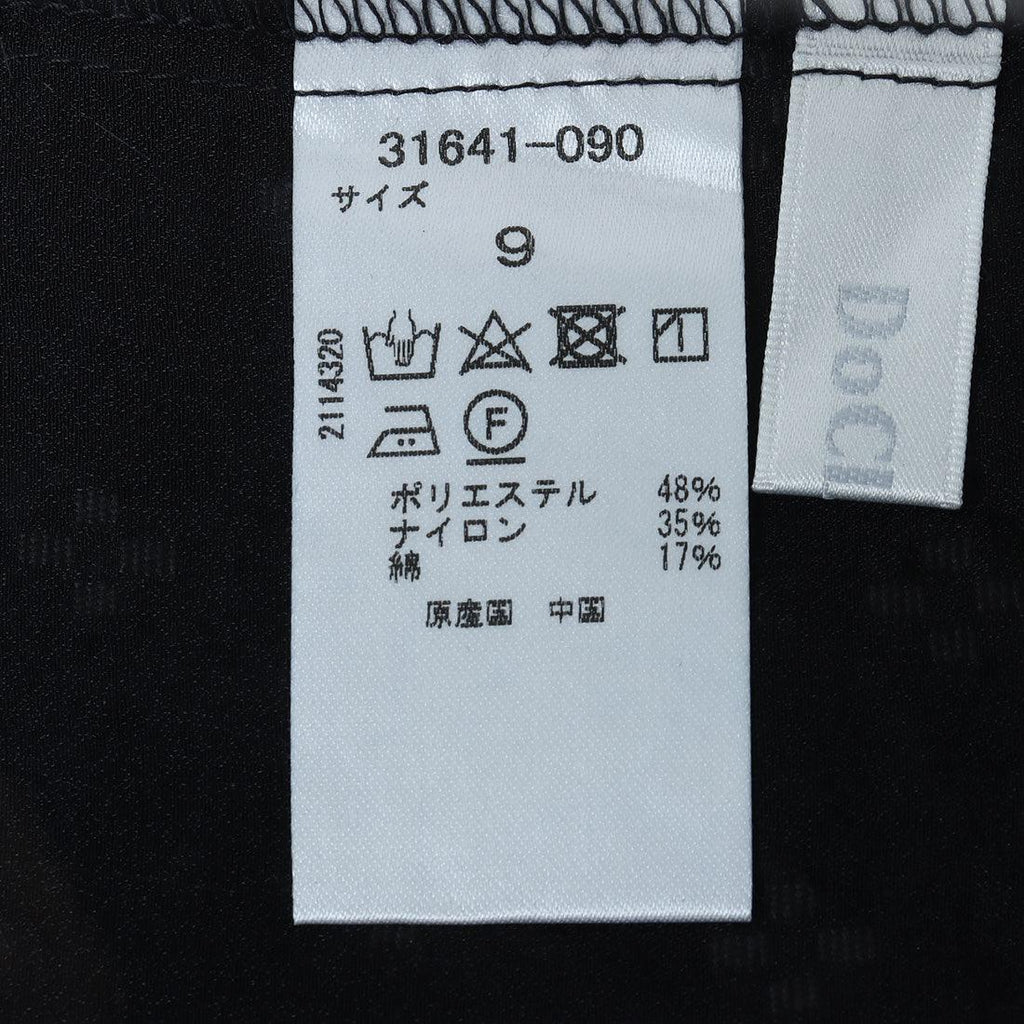 31641-090
サイズ
9
2114320
F
ポリエステル 48%
ナイロン 35%
綿 17%
原産国 中国
DoCl